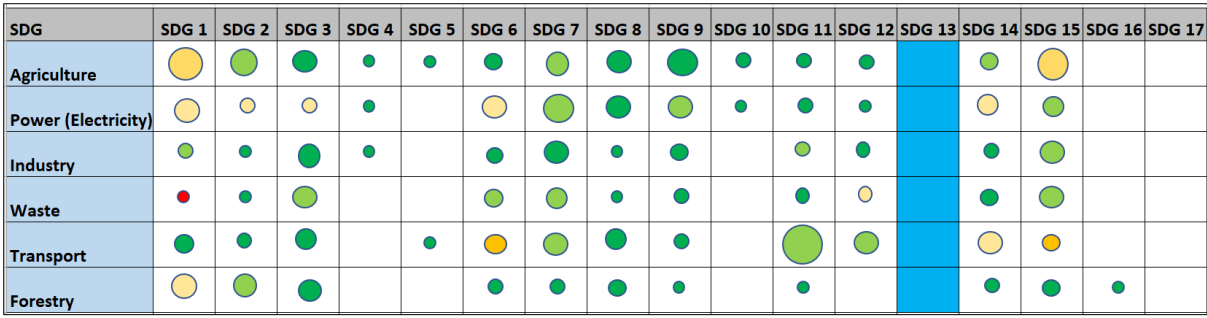 SDG SDG 1 SDG 2 SDG 3 SDG 4 SDG 5 SDG 6 SDG 7 SDG 8 SDG 9 SDG 10 SDG 11 SDG 12 SDG 13 SDG 14 SDG 15 SDG 16 SDG 17
Agriculture
Power (Electricity)
Industry
Waste
Transport
Forestry